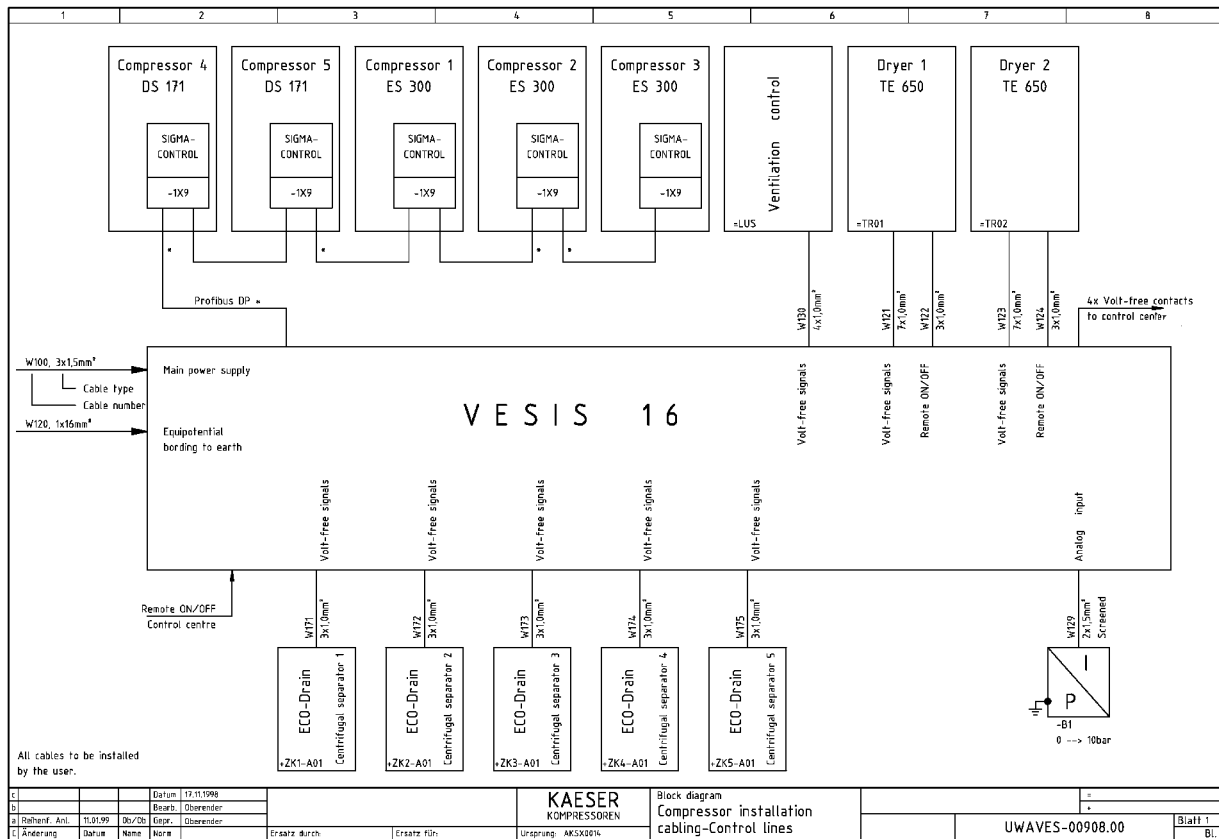 1 2 3 4 5 6 7 8
Compressor 4
DS 171
SIGMA-
CONTROL
-1X9
Compressor 5
DS 171
SIGMA-
CONTROL
-1X9
Compressor 1
ES 300
SIGMA-
CONTROL
-1X9
Compressor 2
ES 300
SIGMA-
CONTROL
-1X9
Compressor 3
ES 300
SIGMA-
CONTROL
-1X9
Ventilation control
=LUS
Dryer 1
TE 650
=TR01
Dryer 2
TE 650
=TR02
*
*
*
*
Profibus DP *
W130
4x1,0mm²
W121
7x1,0mm²
W122
3x1,0mm²
W123
7x1,0mm²
W124
3x1,0mm²
4x Volt-free contacts
to control center
W100, 3x1,5mm²
Cable type
Cable number
W120, 1x16mm²
Main power supply
Equipotential
bording to earth
VESIS 16
Volt-free signals
Volt-free signals
Remote ON/OFF
Volt-free signals
Remote ON/OFF
Volt-free signals
Volt-free signals
Volt-free signals
Volt-free signals
Volt-free signals
Analog input
Remote ON/OFF
Control centre
W171
3x1,0mm²
W172
3x1,0mm²
W173
3x1,0mm²
W174
3x1,0mm²
W175
3x1,0mm²
W129
2x1,5mm²
Screened
ECO-Drain
Centrifugal separator 1
+ZK1-A01
ECO-Drain
Centrifugal separator 2
+ZK2-A01
ECO-Drain
Centrifugal separator 3
+ZK3-A01
ECO-Drain
Centrifugal separator 4
+ZK4-A01
ECO-Drain
Centrifugal separator 5
+ZK5-A01
I
P
-B1
0 --> 10bar
All cables to be installed
by the user.
c Datum 17.11.1998
b Bearb. Oberender
a Reihenf. Anl. 11.01.99 Ob/Ob Gepr. Oberender
Änderung Datum Name Norm
Ersatz durch: Ersatz für:
KAESER
KOMPRESSOREN
Ursprung: AKSX0014
Block diagram
Compressor installation
cabling-Control lines
=
+
UWAVES-00908.00
Blatt 1
Bl.